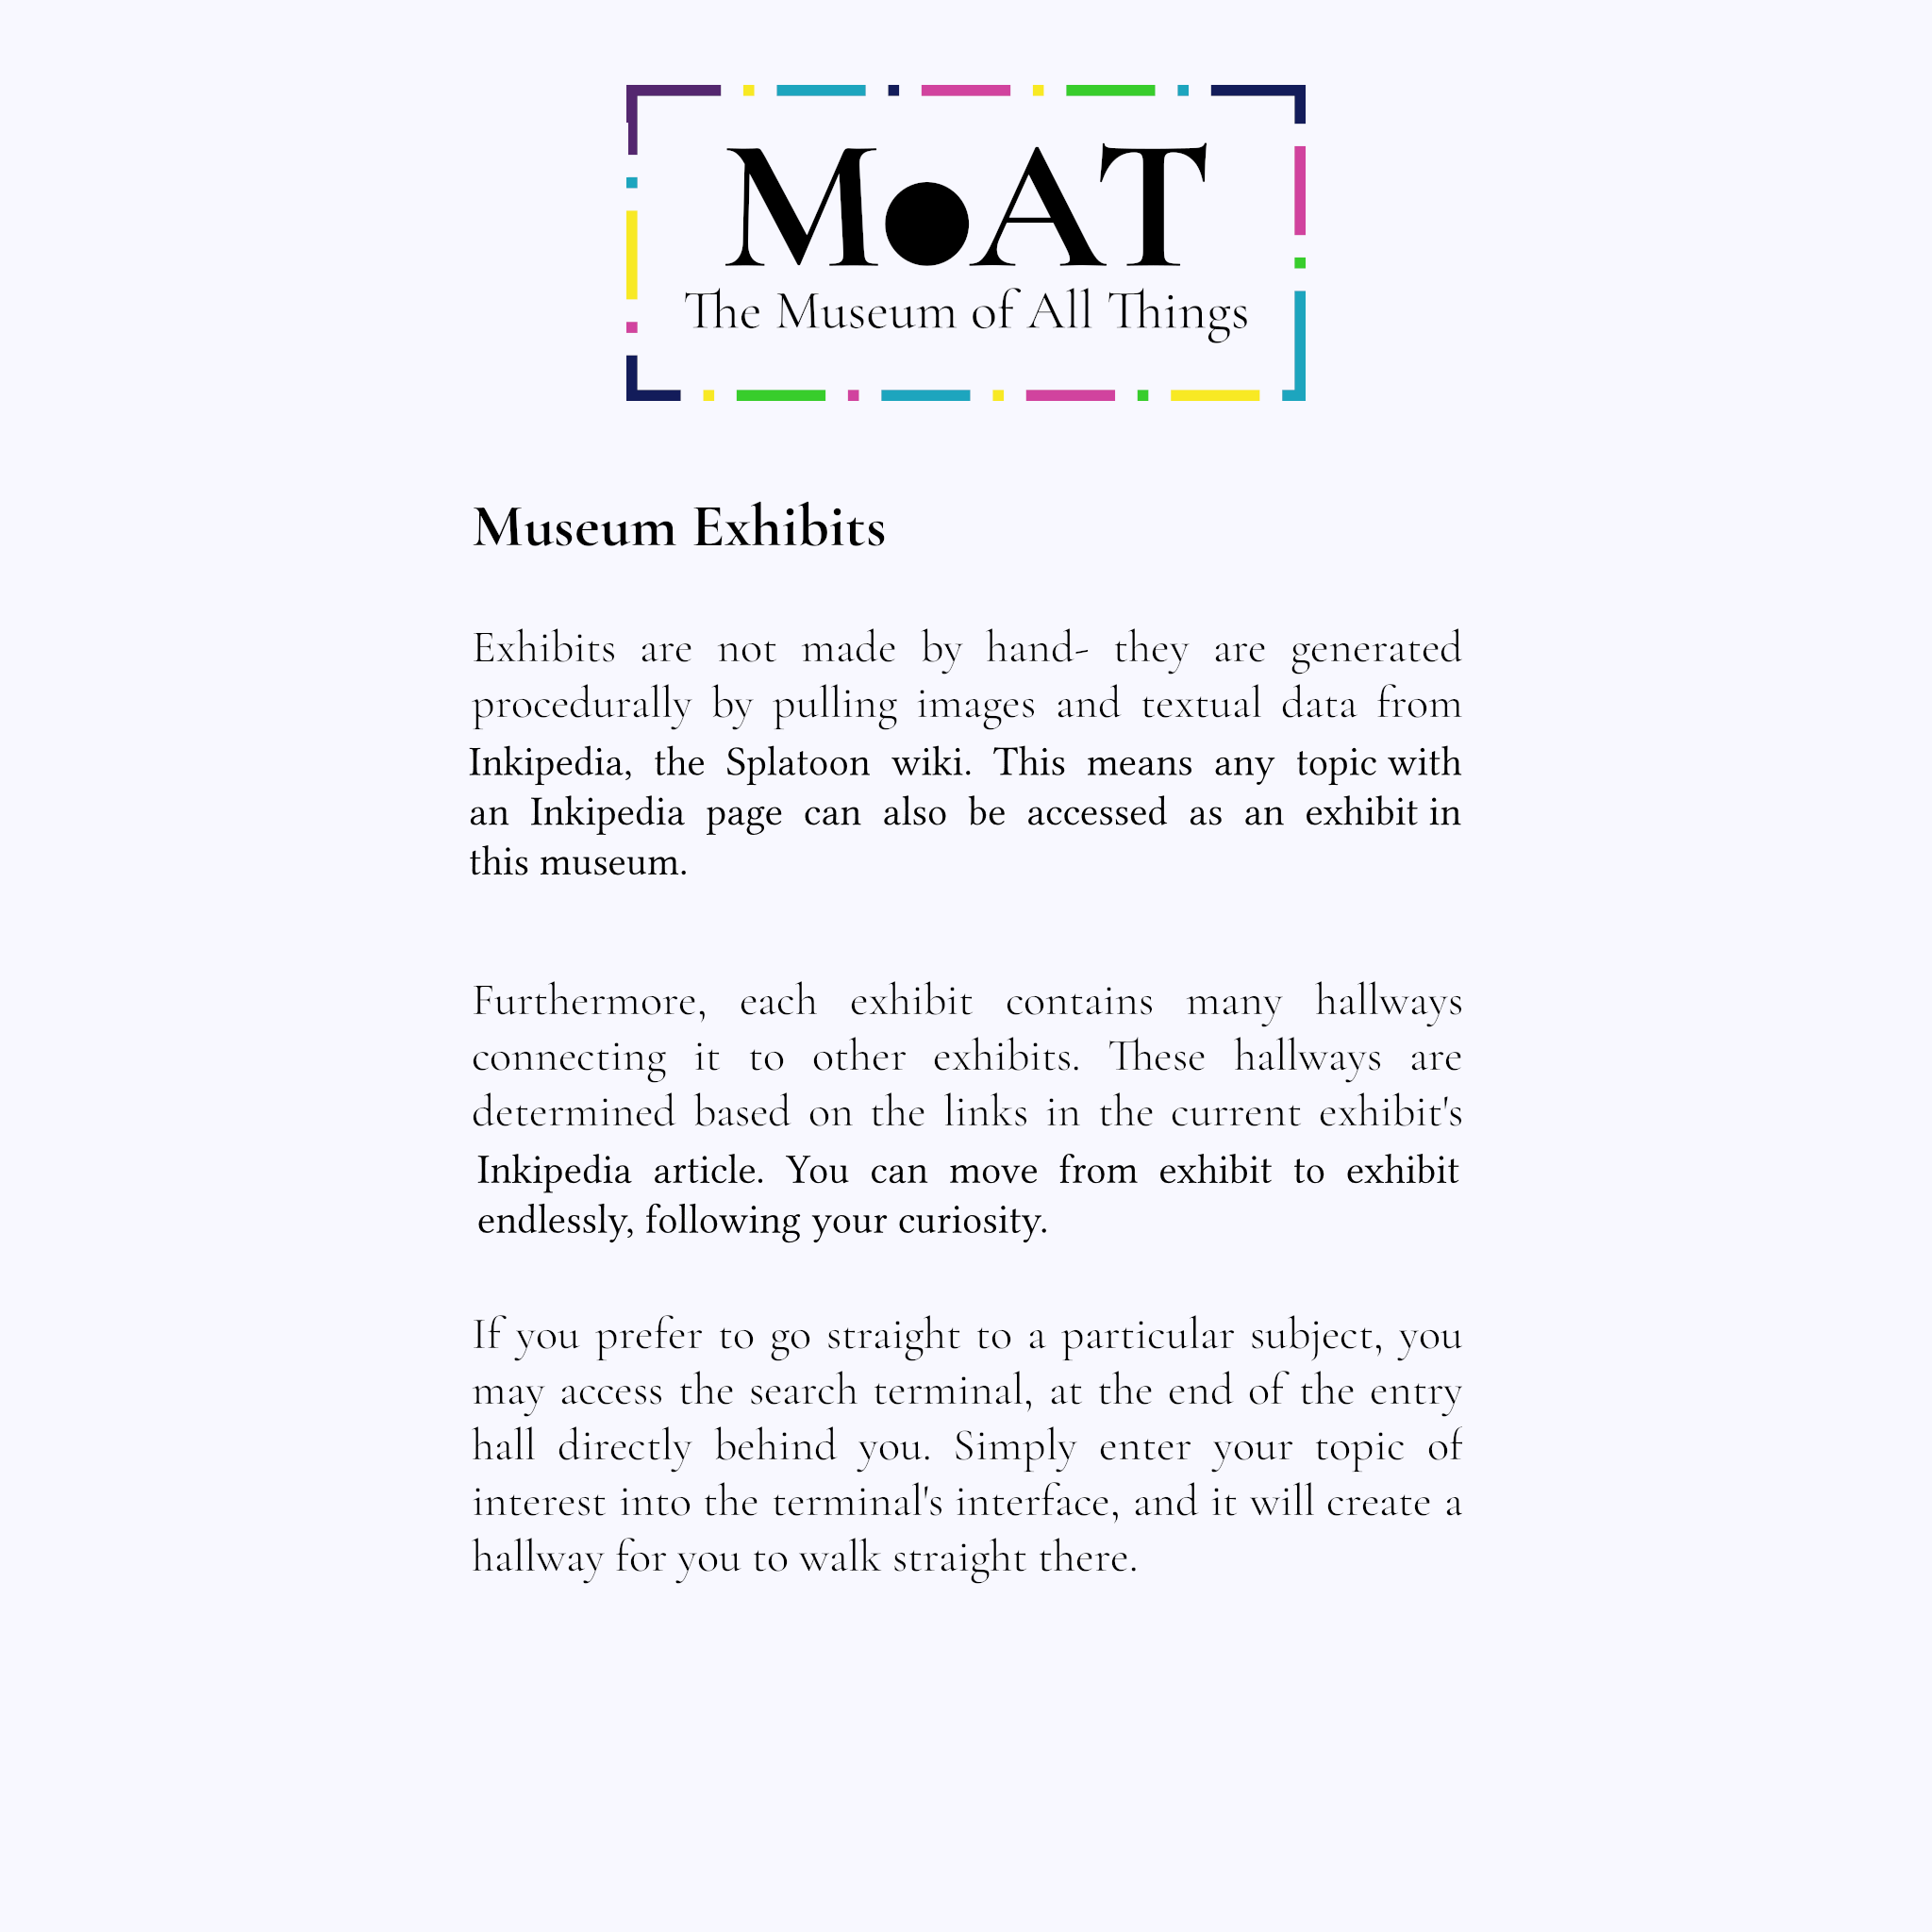 MoAT
The Museum of All Things
Museum Exhibits
Exhibits are not made by hand- they are generated
procedurally by pulling images and textual data from
Inkipedia, the Splatoon wiki. This means any topic with
an Inkipedia page can also be accessed as an exhibit in
this museum.
Furthermore, each exhibit contains many hallways
connecting it to other exhibits. These hallways are
determined based on the links in the current exhibit's
Inkipedia article. You can move from exhibit to exhibit
endlessly, following your curiosity.
If you prefer to go straight to a particular subject, you
may access the search terminal, at the end of the entry
hall directly behind you. Simply enter your topic of
interest into the terminal's interface, and it will create a
hallway for you to walk straight there.